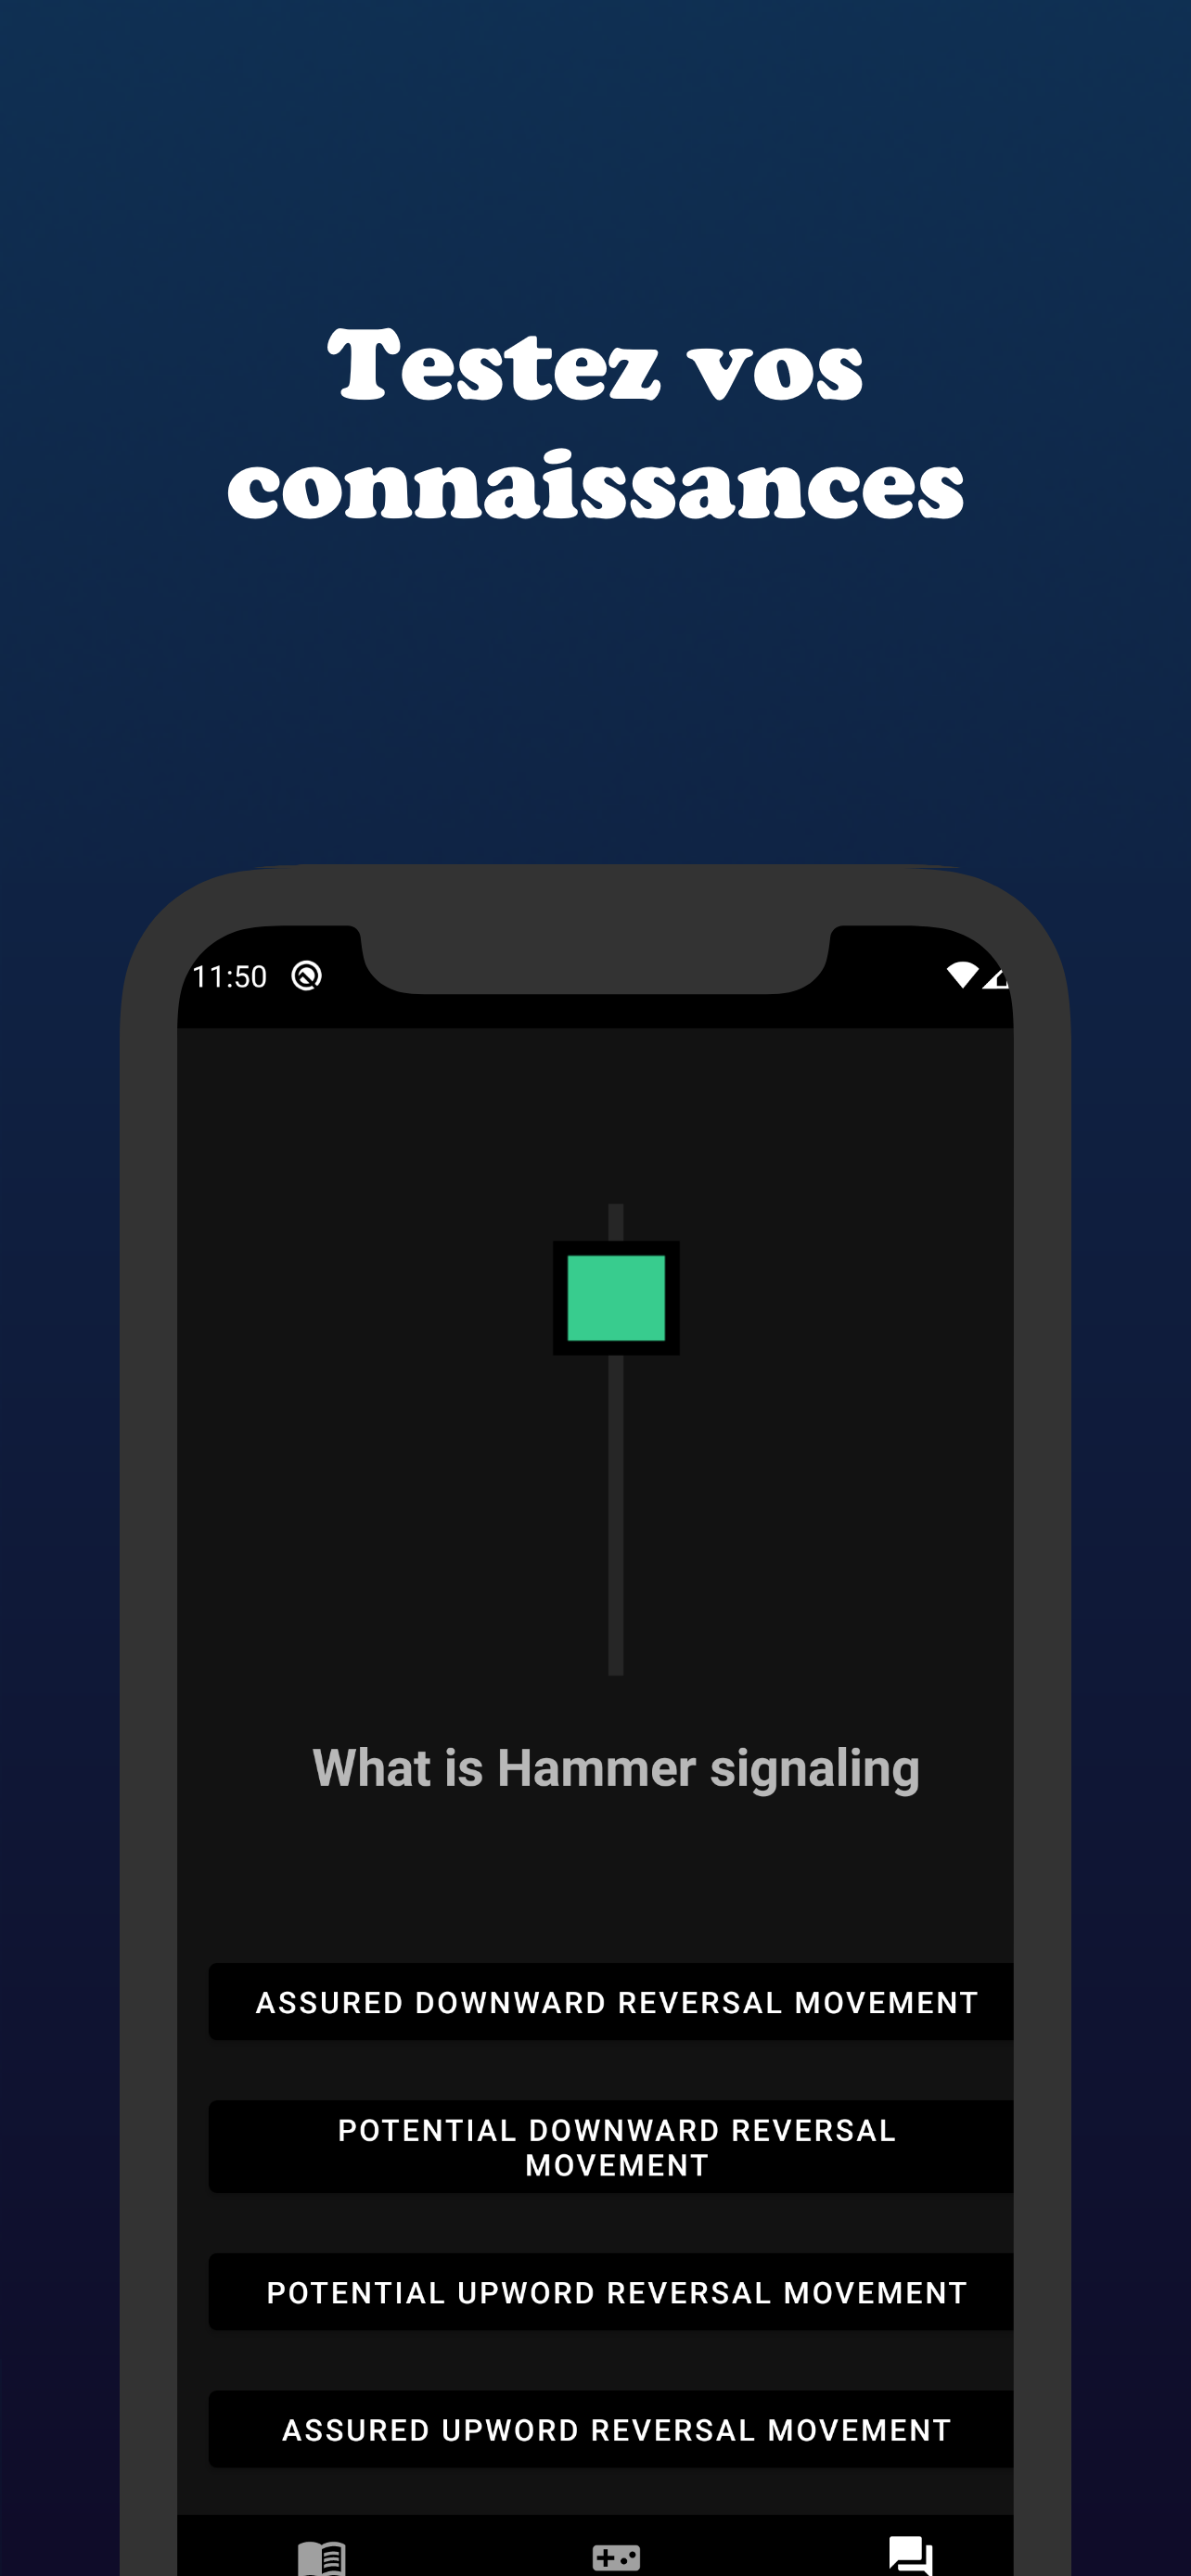 Testez vos
connaissances
11:50
What is Hammer signaling
ASSURED DOWNWARD REVERSAL MOVEMENT
POTENTIAL DOWNWARD REVERSAL
MOVEMENT
POTENTIAL UPWORD REVERSAL MOVEMENT
ASSURED UPWORD REVERSAL MOVEMENT